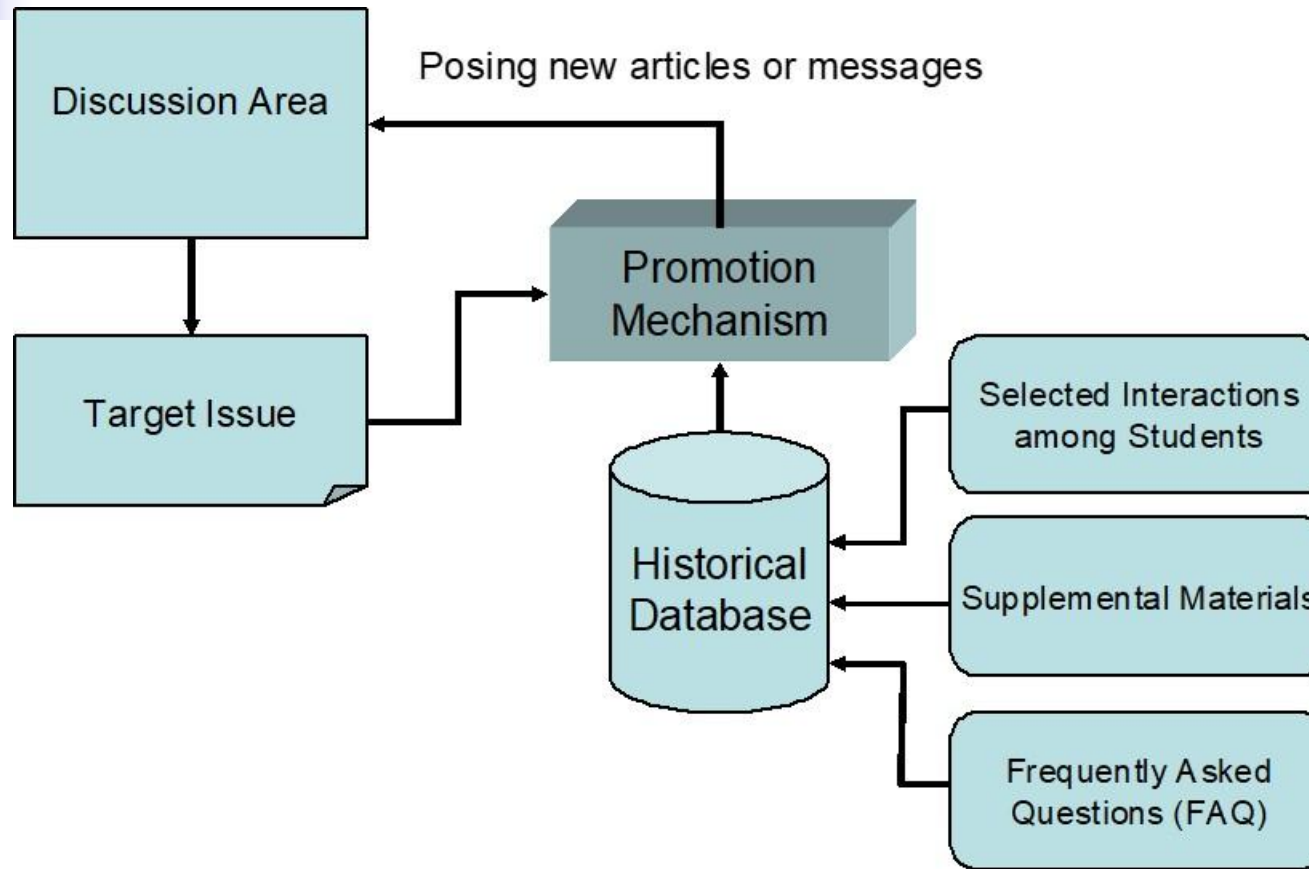 Discussion Area
Posing new articles or messages
Promotion
Mechanism
Target Issue
Selected Interactions
among Students
Historical
Database
Supplemental Materials
Frequently Asked
Questions (FAQ)